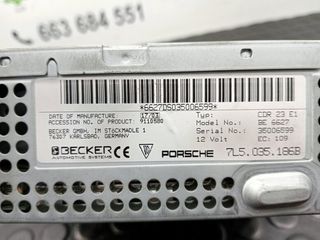 663 684 551
*6627DS035006599*
DATE OF MANUFACTURE: 17/03 Typ: CDR 23 E1
ACCESSION NO. OF PRODUCT: 9110580 Model No.: BE 6627
BECKER GMBH, IM STÖCKMADLE 1 Serial No.: 35006599
76307 KARLSBAD, GERMANY 12 Volt EC: 109
BECKER PORSCHE 7L5.035.186B
AUTOMOTIVE SYSTEMS